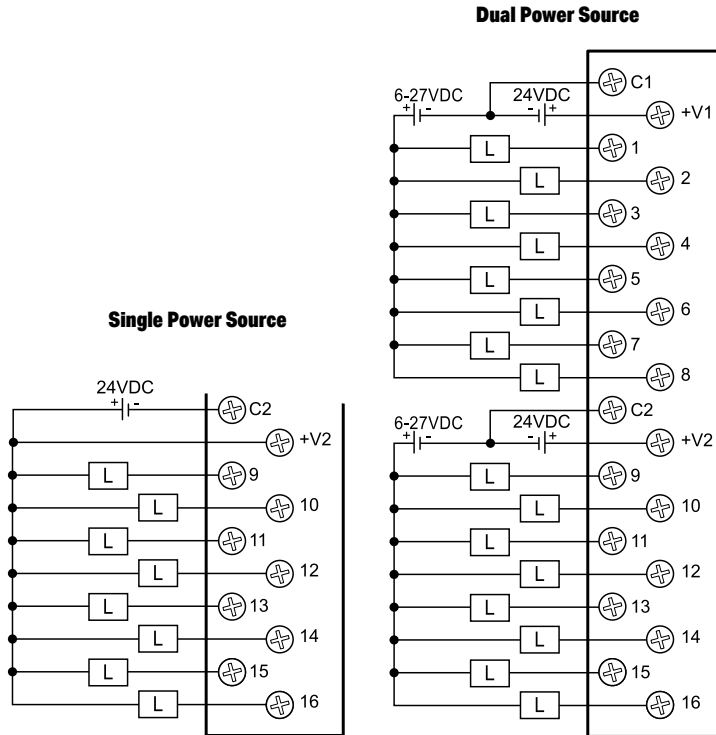 Dual Power Source
C1
6-27VDC 24VDC
+ - - +
+V1
L 1
L 2
L 3
L 4
L 5
L 6
L 7
L 8
C2
6-27VDC 24VDC
+ - - +
+V2
L 9
L 10
L 11
L 12
L 13
L 14
L 15
L 16
Single Power Source
24VDC
+ -
C2
+V2
L 9
L 10
L 11
L 12
L 13
L 14
L 15
L 16